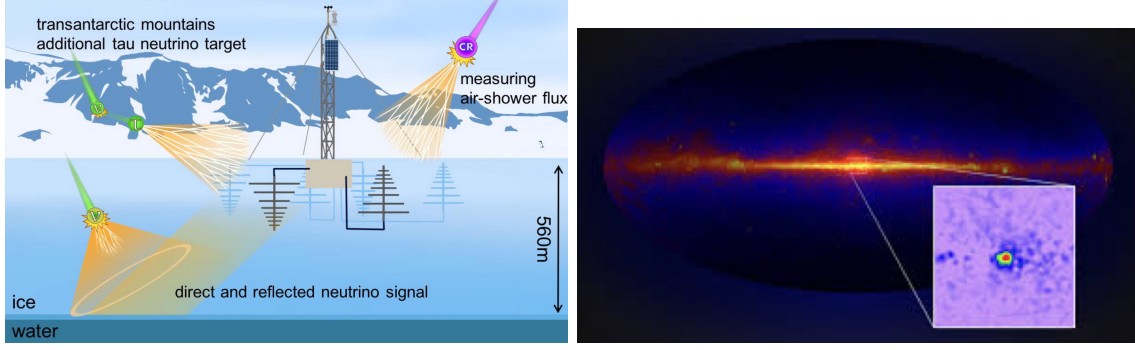 transantarctic mountains
additional tau neutrino target
CR
measuring
air-shower flux
ν
τ
ν
560m
direct and reflected neutrino signal
ice
water